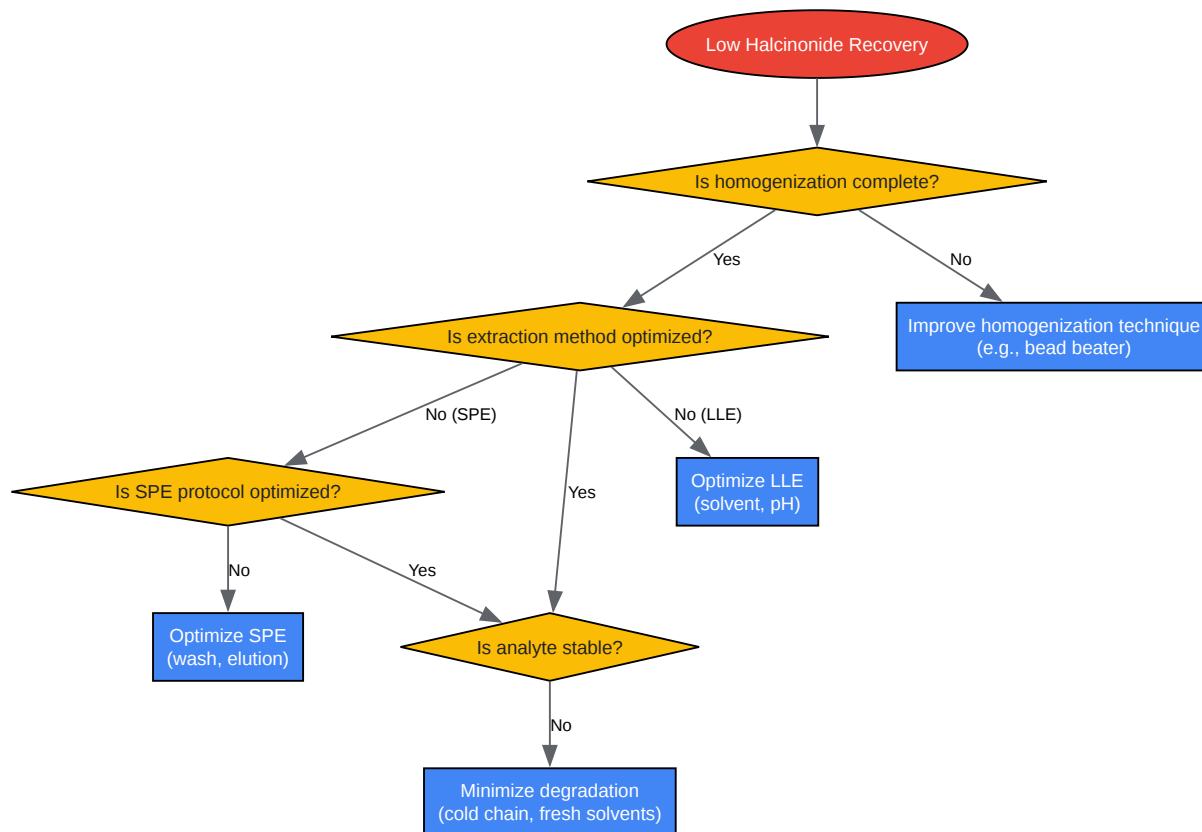 Low Halcinonide Recovery
Is homogenization complete?
Yes
No
Is extraction method optimized?
Improve homogenization technique
(e.g., bead beater)
No (SPE)
Yes
No (LLE)
Is SPE protocol optimized?
Optimize LLE
(solvent, pH)
No
Yes
Optimize SPE
(wash, elution)
Is analyte stable?
No
Minimize degradation
(cold chain, fresh solvents)